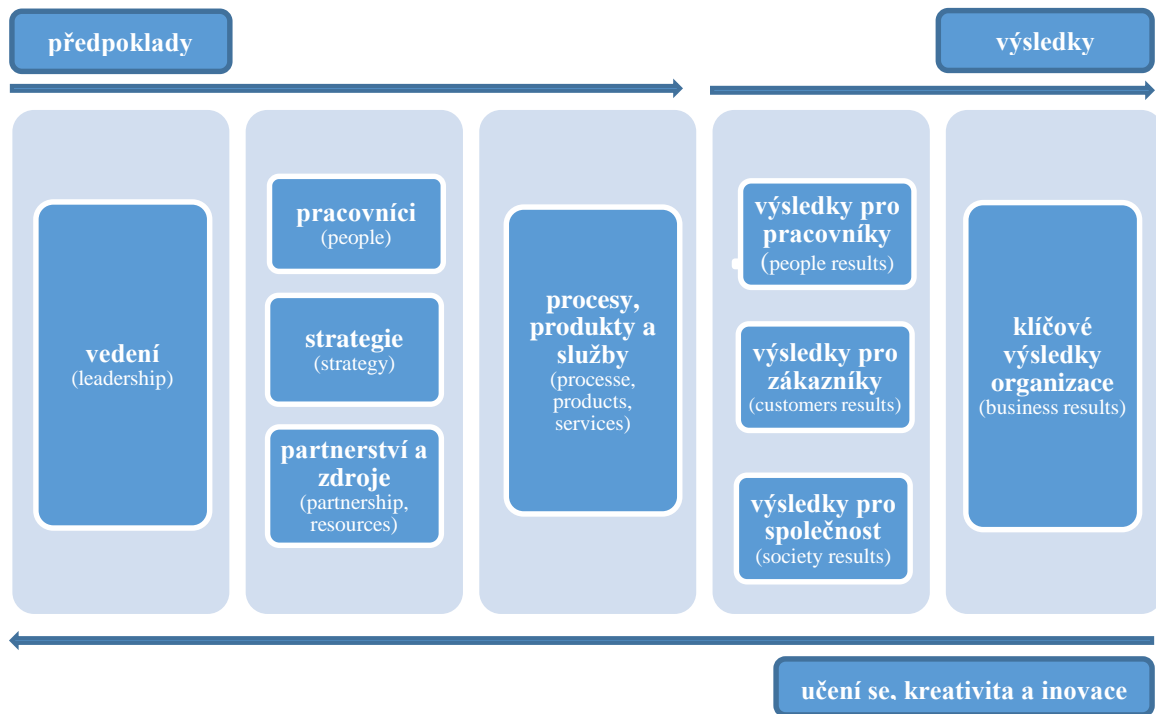 předpoklady
výsledky
vedení
(leadership)
pracovníci
(people)
strategie
(strategy)
partnerství a
zdroje
(partnership,
resources)
procesy,
produkty a
služby
(processe,
products,
services)
výsledky pro
pracovníky
(people results)
výsledky pro
zákazníky
(customers results)
výsledky pro
společnost
(society results)
klíčové
výsledky
organizace
(business results)
učení se, kreativita a inovace